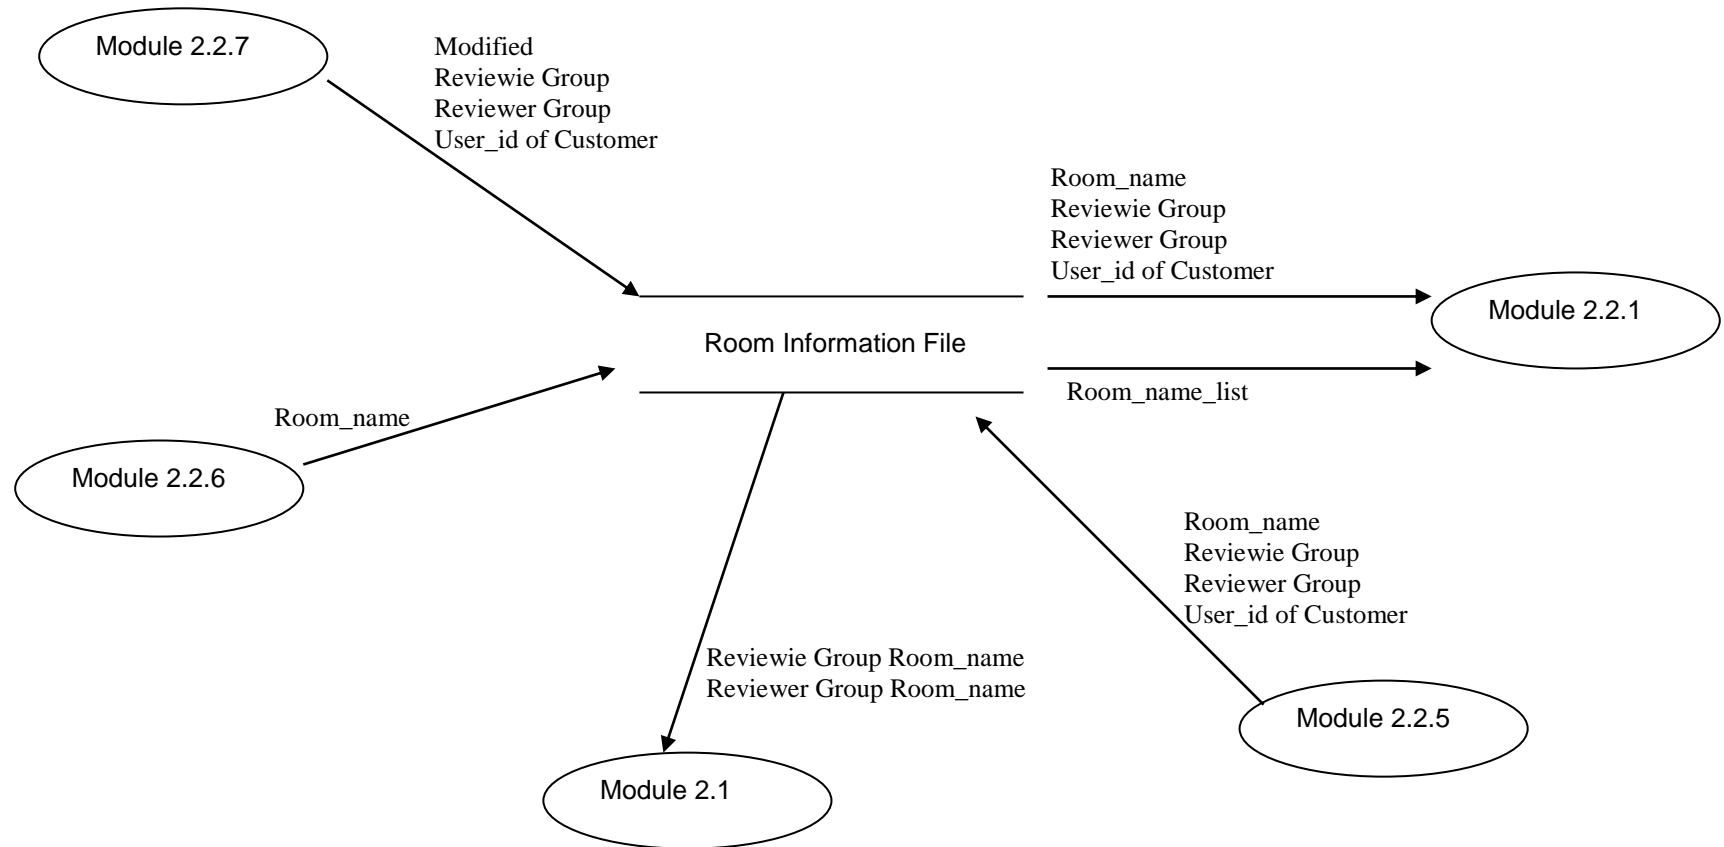 Module 2.2.7
Modified
Reviewie Group
Reviewer Group
User_id of Customer
Room_name
Reviewie Group
Reviewer Group
User_id of Customer
Module 2.2.1
Room Information File
Room_name_list
Room_name
Module 2.2.6
Room_name
Reviewie Group
Reviewer Group
User_id of Customer
Reviewie Group Room_name
Reviewer Group Room_name
Module 2.2.5
Module 2.1